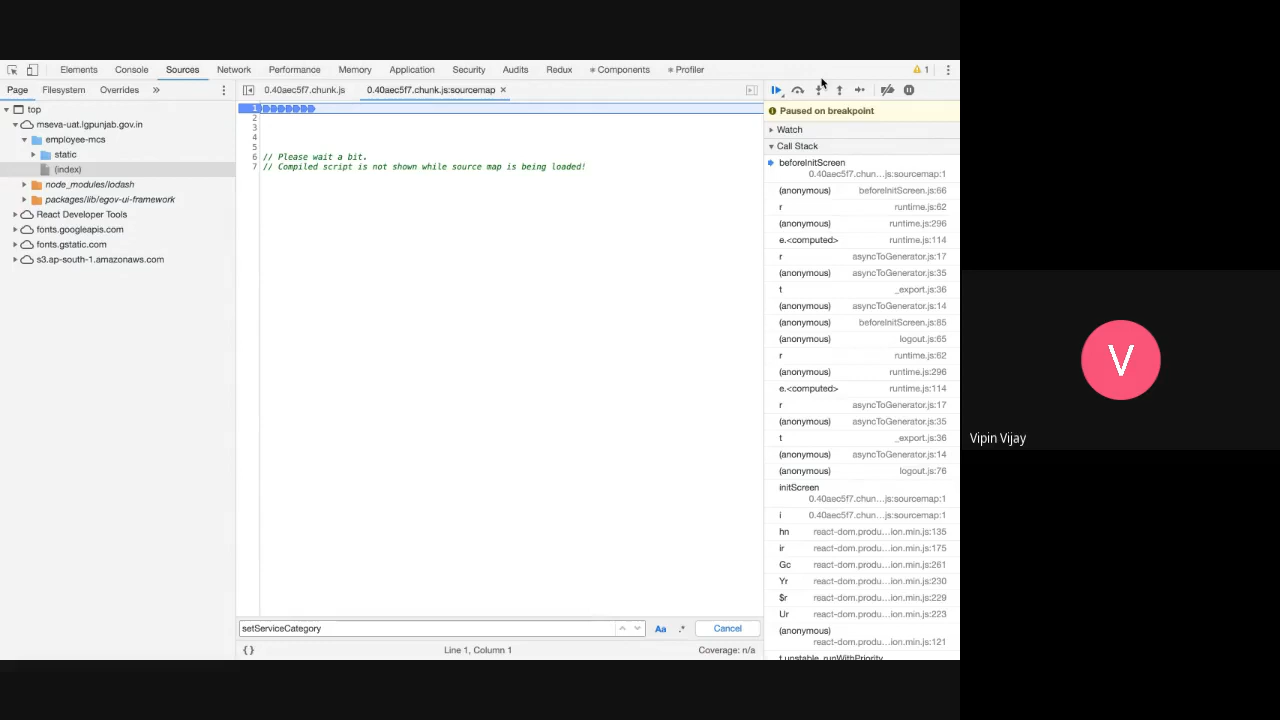 Elements Console Sources Network Performance Memory Application Security Audits Redux Components Profiler 1
Page Filesystem Overrides »
0.40aec5f7.chunk.js 0.40aec5f7.chunk.js:sourcemap ×
top
mseva-uat.lgpunjab.gov.in
employee-mcs
static
(index)
node_modules/lodash
packages/lib/egov-ui-framework
React Developer Tools
fonts.googleapis.com
fonts.gstatic.com
s3.ap-south-1.amazonaws.com
1
2
3
4
5
6 // Please wait a bit.
7 // Compiled script is not shown while source map is being loaded!
setServiceCategory
Aa .* Cancel
{ } Line 1, Column 1 Coverage: n/a
Paused on breakpoint
Watch
Call Stack
beforeInitScreen
0.40aec5f7.chun…js:sourcemap:1
(anonymous) beforeInitScreen.js:66
r runtime.js:62
(anonymous) runtime.js:296
e.<computed> runtime.js:114
r asyncToGenerator.js:17
(anonymous) asyncToGenerator.js:35
t _export.js:36
(anonymous) asyncToGenerator.js:14
(anonymous) beforeInitScreen.js:85
(anonymous) logout.js:65
r runtime.js:62
(anonymous) runtime.js:296
e.<computed> runtime.js:114
r asyncToGenerator.js:17
(anonymous) asyncToGenerator.js:35
t _export.js:36
(anonymous) asyncToGenerator.js:14
(anonymous) logout.js:76
initScreen
0.40aec5f7.chun…js:sourcemap:1
i 0.40aec5f7.chun…js:sourcemap:1
hn react-dom.produ…ion.min.js:135
ir react-dom.produ…ion.min.js:175
Gc react-dom.produ…ion.min.js:261
Yr react-dom.produ…ion.min.js:230
$r react-dom.produ…ion.min.js:229
Ur react-dom.produ…ion.min.js:223
(anonymous)
react-dom.produ…ion.min.js:121
t.unstable_runWithPriority
V
Vipin Vijay